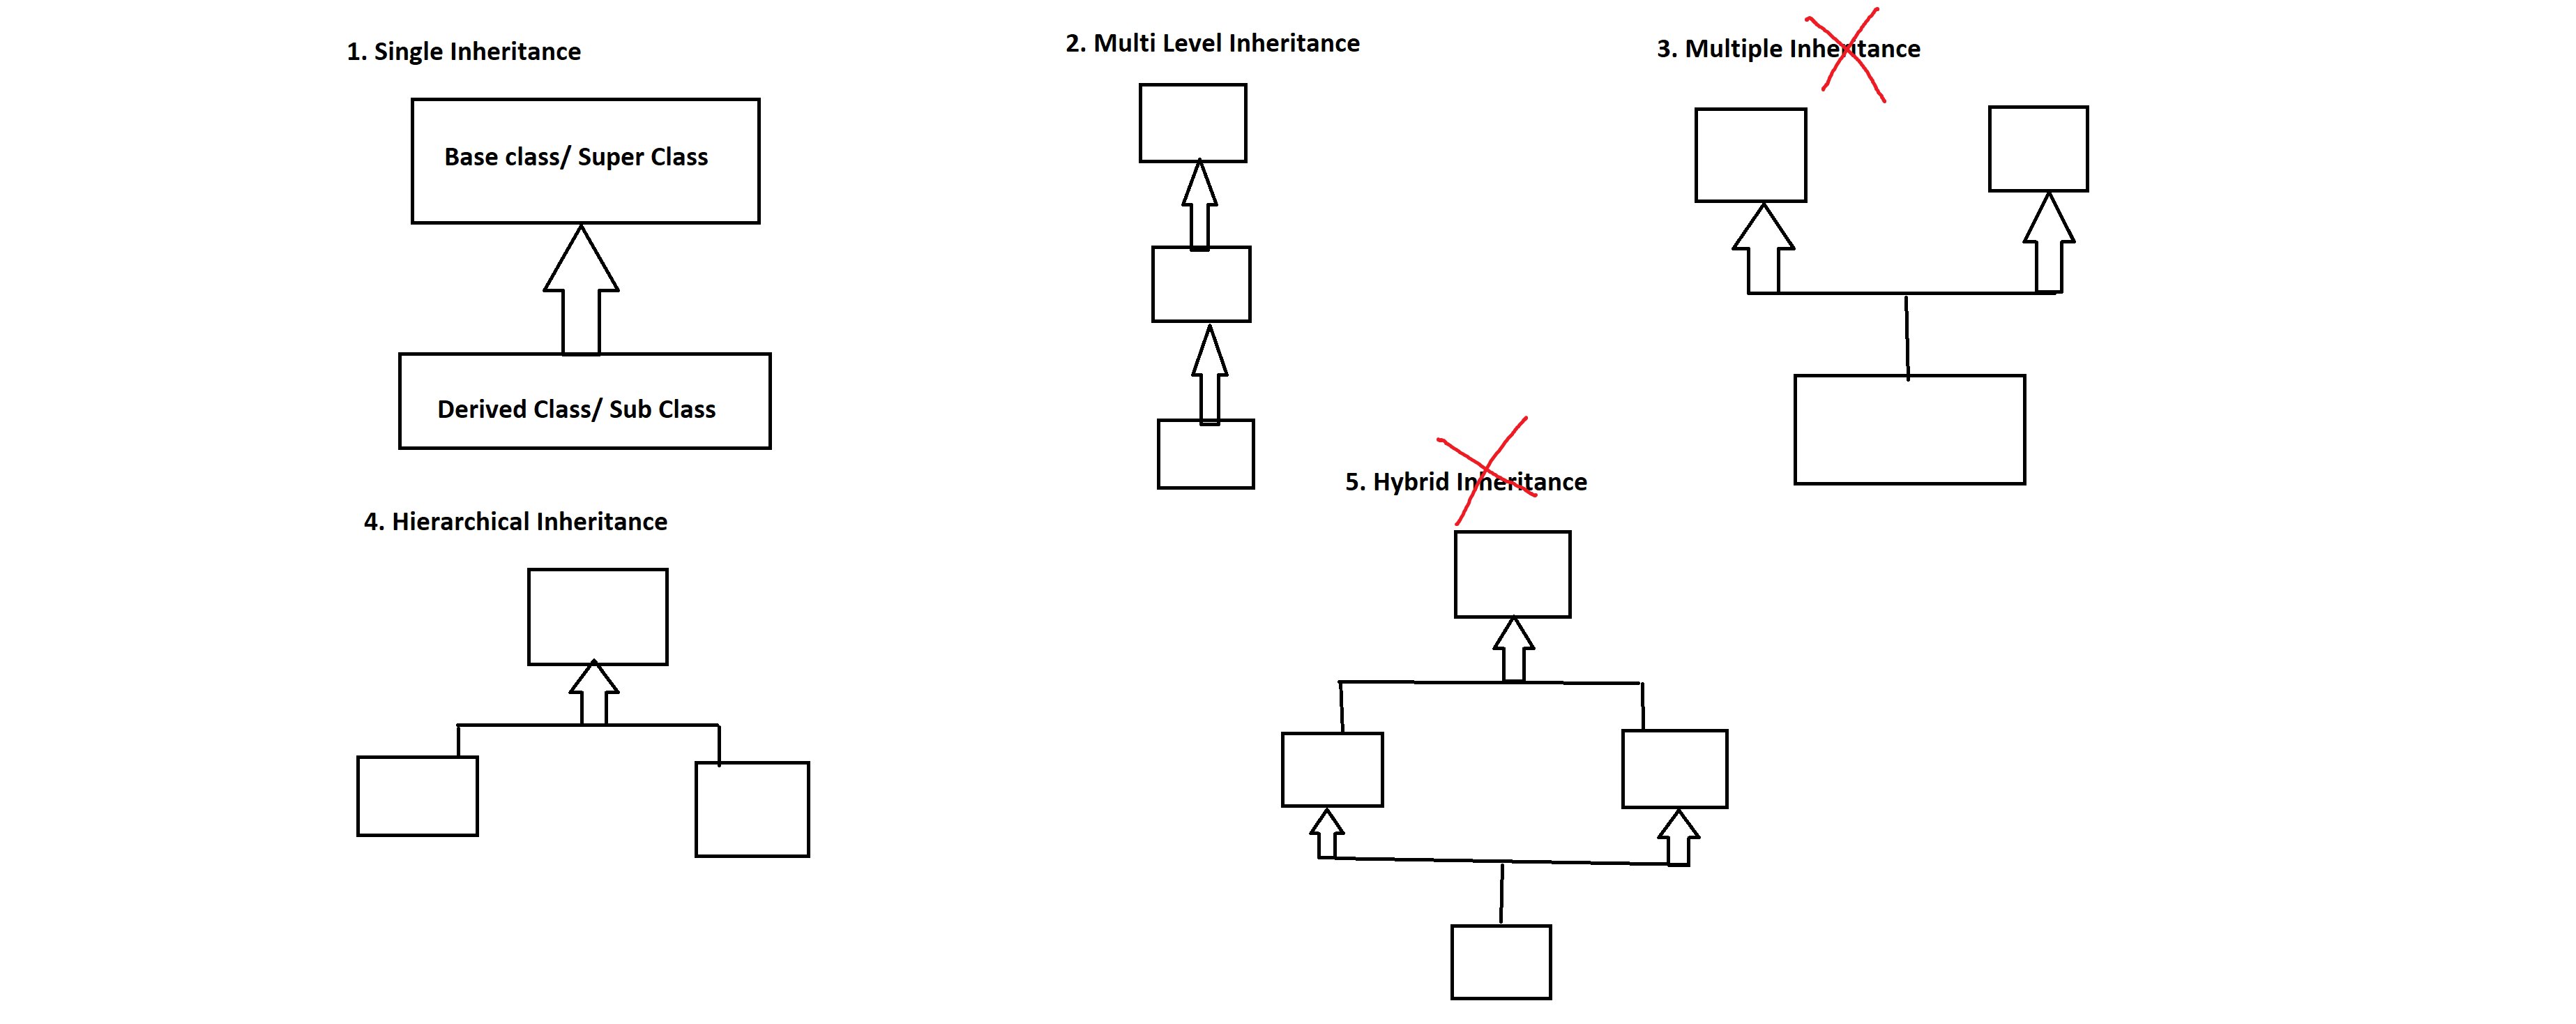 1. Single Inheritance
Base class/ Super Class
Derived Class/ Sub Class
2. Multi Level Inheritance
3. Multiple Inheritance
4. Hierarchical Inheritance
5. Hybrid Inheritance